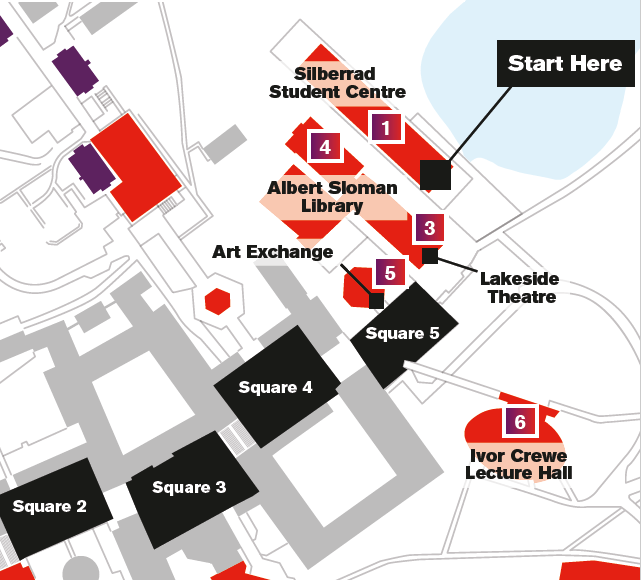 Start Here
Silberrad
Student Centre
1
4
Albert Sloman
Library
3
Art Exchange
5
Lakeside
Theatre
Square 5
Square 4
6
Ivor Crewe
Lecture Hall
Square 3
Square 2